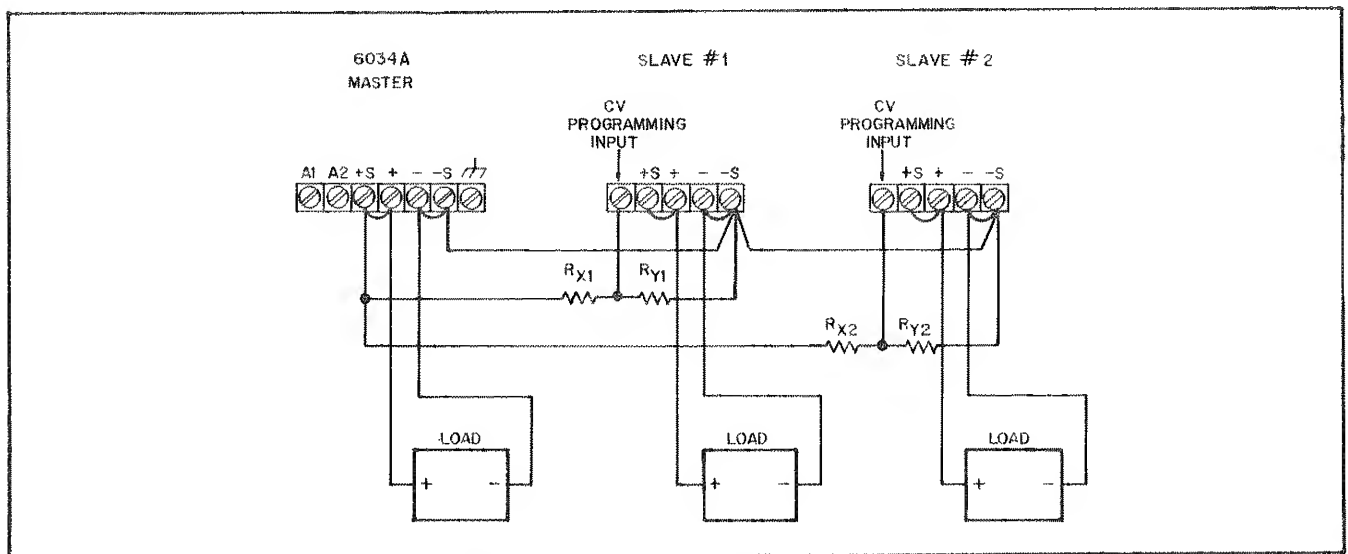 6034A
MASTER
SLAVE #1
SLAVE #2
CV
PROGRAMMING
INPUT
CV
PROGRAMMING
INPUT
A1 A2 +S + − −S
+S + − −S
+S + − −S
RX1 RY1
RX2 RY2
LOAD
+ −
LOAD
+ −
LOAD
+ −